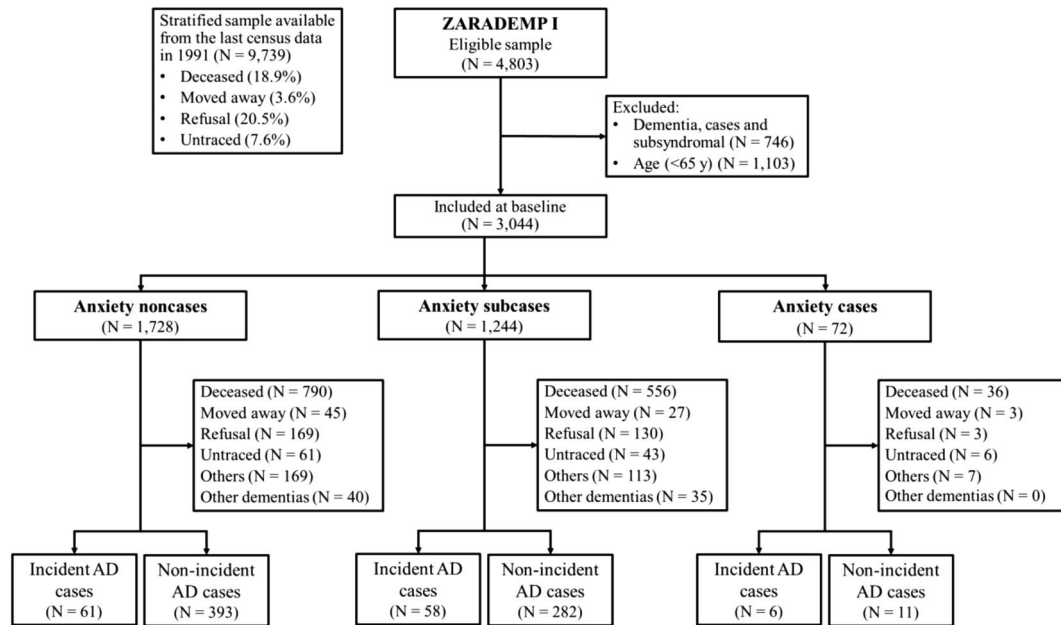 Stratified sample available
from the last census data
in 1991 (N = 9,739)
• Deceased (18.9%)
• Moved away (3.6%)
• Refusal (20.5%)
• Untraced (7.6%)
ZARADEMP I
Eligible sample
(N = 4,803)
Excluded:
• Dementia, cases and
subsyndromal (N = 746)
• Age (<65 y) (N = 1,103)
Included at baseline
(N = 3,044)
Anxiety noncases
(N = 1,728)
Anxiety subcases
(N = 1,244)
Anxiety cases
(N = 72)
Deceased (N = 790)
Moved away (N = 45)
Refusal (N = 169)
Untraced (N = 61)
Others (N = 169)
Other dementias (N = 40)
Deceased (N = 556)
Moved away (N = 27)
Refusal (N = 130)
Untraced (N = 43)
Others (N = 113)
Other dementias (N = 35)
Deceased (N = 36)
Moved away (N = 3)
Refusal (N = 3)
Untraced (N = 6)
Others (N = 7)
Other dementias (N = 0)
Incident AD
cases
(N = 61)
Non-incident
AD cases
(N = 393)
Incident AD
cases
(N = 58)
Non-incident
AD cases
(N = 282)
Incident AD
cases
(N = 6)
Non-incident
AD cases
(N = 11)